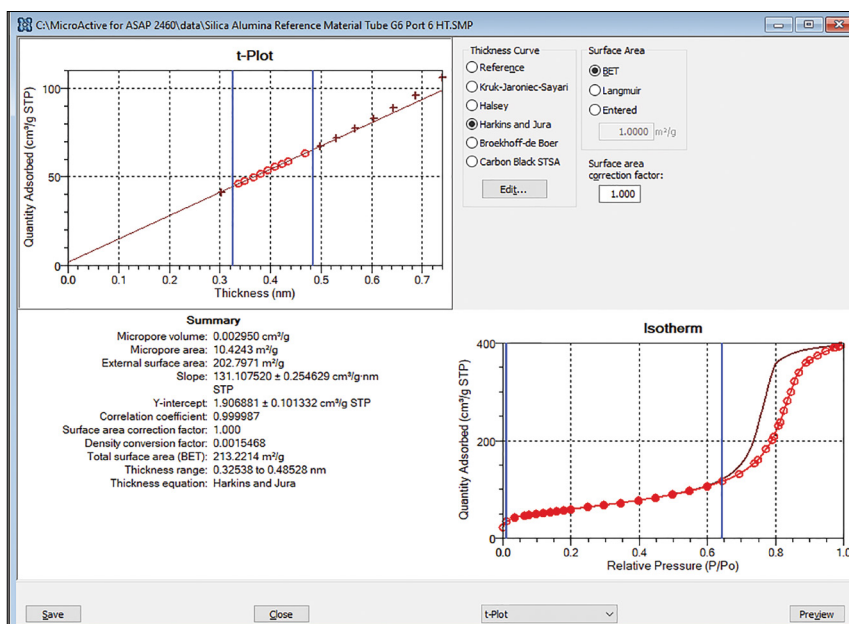 C:\MicroActive for ASAP 2460\data\Silica Alumina Reference Material Tube G6 Port 6 HT.SMP
t-Plot
Quantity Adsorbed (cm³/g STP)
100
50
0
0.0 0.1 0.2 0.3 0.4 0.5 0.6 0.7
Thickness (nm)
Thickness Curve
Reference
Kruk-Jaroniec-Sayari
Halsey
Harkins and Jura
Broekhoff-de Boer
Carbon Black STSA
Edit...
Surface Area
BET
Langmuir
Entered
1.0000 m²/g
Surface area
correction factor:
1.000
Summary
Micropore volume: 0.002950 cm³/g
Micropore area: 10.4243 m²/g
External surface area: 202.7971 m²/g
Slope: 131.107520 ± 0.254629 cm³/g·nm
STP
Y-intercept: 1.906881 ± 0.101332 cm³/g STP
Correlation coefficient: 0.999987
Surface area correction factor: 1.000
Density conversion factor: 0.0015468
Total surface area (BET): 213.2214 m²/g
Thickness range: 0.32538 to 0.48528 nm
Thickness equation: Harkins and Jura
Isotherm
Quantity Adsorbed (cm³/g STP)
400
200
0
0.0 0.2 0.4 0.6 0.8 1.0
Relative Pressure (P/Po)
Save
Close
t-Plot
Preview